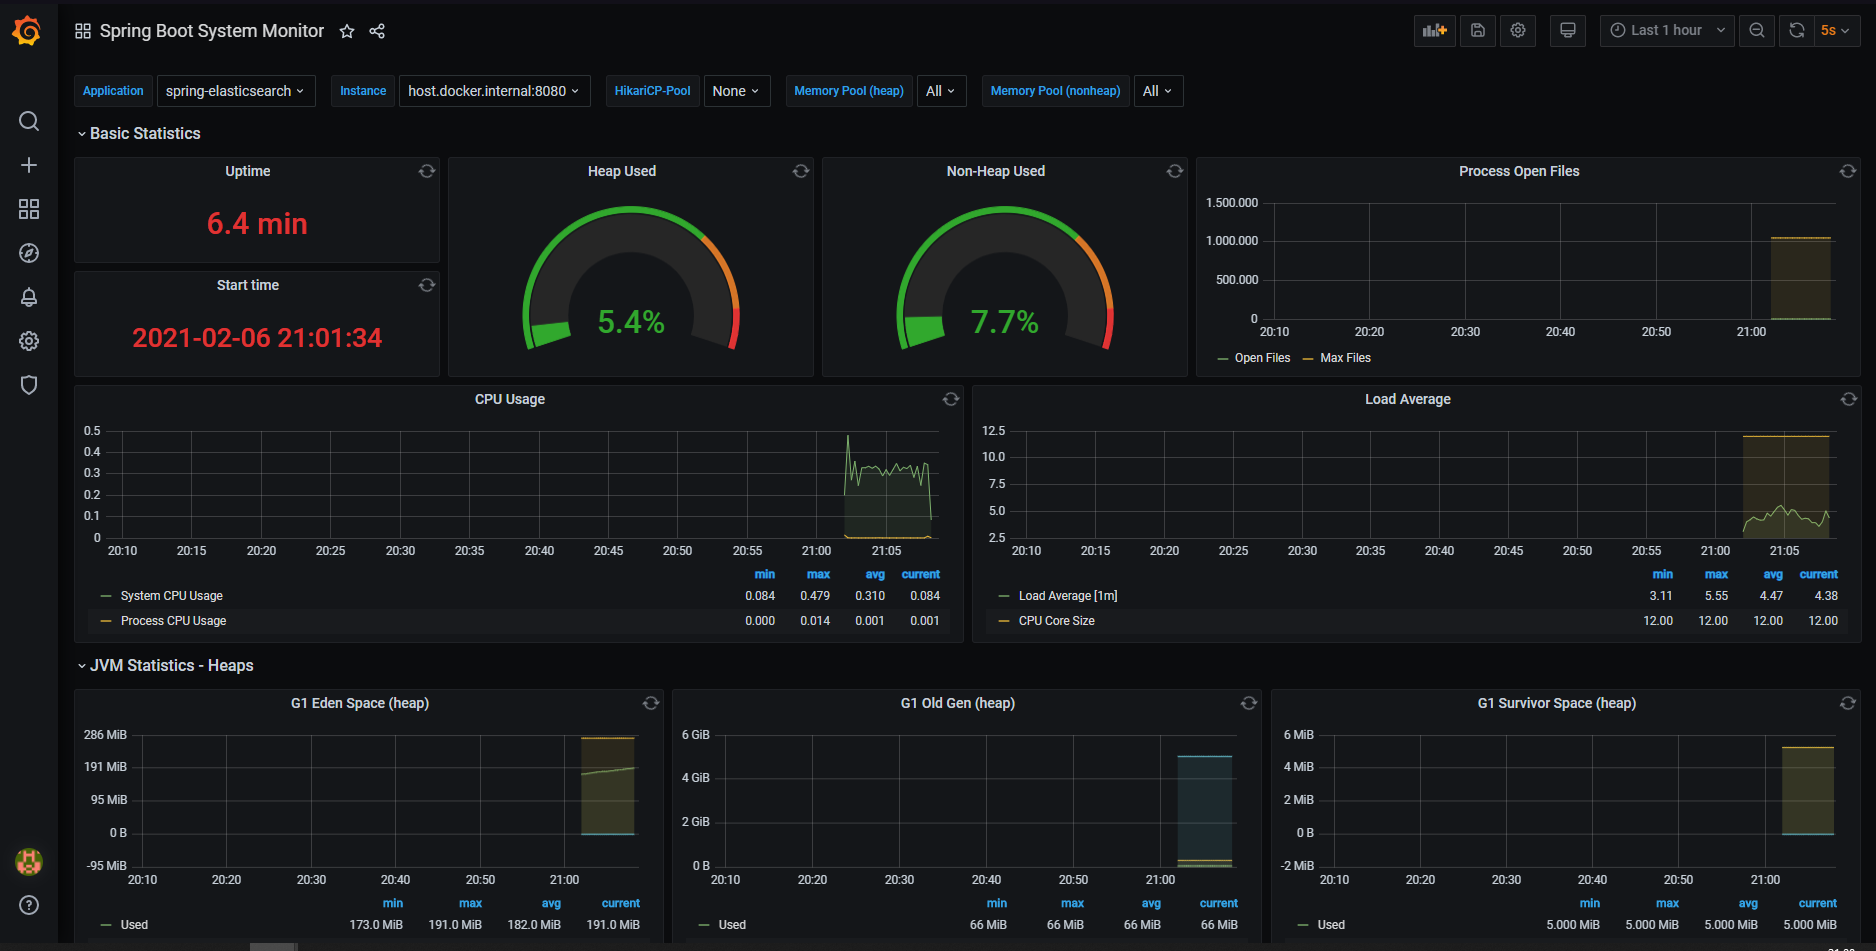 Spring Boot System Monitor
Last 1 hour
5s
Application spring-elasticsearch Instance host.docker.internal:8080 HikariCP-Pool None Memory Pool (heap) All Memory Pool (nonheap) All
Basic Statistics
Uptime
6.4 min
Start time
2021-02-06 21:01:34
Heap Used
5.4%
Non-Heap Used
7.7%
Process Open Files
1.500.000
1.000.000
500.000
0
20:10 20:20 20:30 20:40 20:50 21:00
Open Files Max Files
CPU Usage
0.5
0.4
0.3
0.2
0.1
0
20:10 20:15 20:20 20:25 20:30 20:35 20:40 20:45 20:50 20:55 21:00 21:05
min max avg current
System CPU Usage 0.084 0.479 0.310 0.084
Process CPU Usage 0.000 0.014 0.001 0.001
Load Average
12.5
10.0
7.5
5.0
2.5
20:10 20:15 20:20 20:25 20:30 20:35 20:40 20:45 20:50 20:55 21:00 21:05
min max avg current
Load Average [1m] 3.11 5.55 4.47 4.38
CPU Core Size 12.00 12.00 12.00 12.00
JVM Statistics - Heaps
G1 Eden Space (heap)
286 MiB
191 MiB
95 MiB
0 B
-95 MiB
20:10 20:20 20:30 20:40 20:50 21:00
min max avg current
Used 173.0 MiB 191.0 MiB 182.0 MiB 191.0 MiB
G1 Old Gen (heap)
6 GiB
4 GiB
2 GiB
0 B
20:10 20:20 20:30 20:40 20:50 21:00
min max avg current
Used 66 MiB 66 MiB 66 MiB 66 MiB
G1 Survivor Space (heap)
6 MiB
4 MiB
2 MiB
0 B
-2 MiB
20:10 20:20 20:30 20:40 20:50 21:00
min max avg current
Used 5.000 MiB 5.000 MiB 5.000 MiB 5.000 MiB